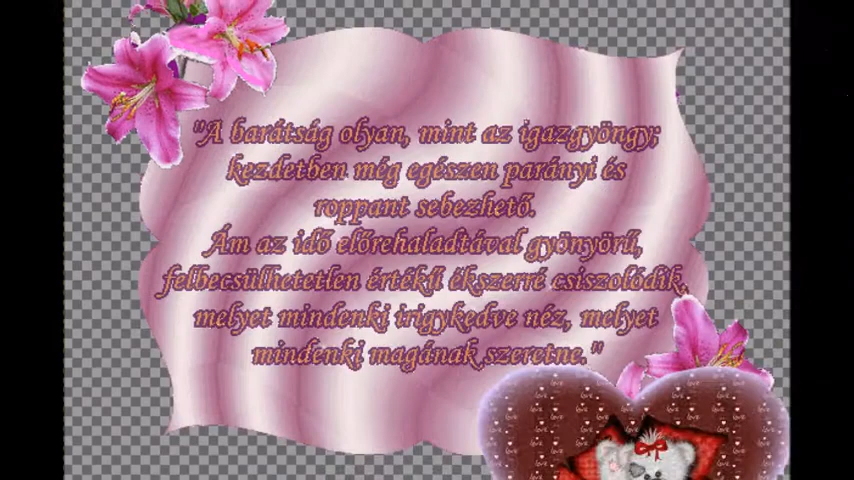 "A barátság olyan, mint az igazgyöngy;
kezdetben még egészen parányi és
roppant sebezhető.
Ám az idő előrehaladtával gyönyörű,
felbecsülhetetlen értékű ékszerré csiszolódik,
melyet mindenki irigykedve néz, melyet
mindenki magának szeretne."